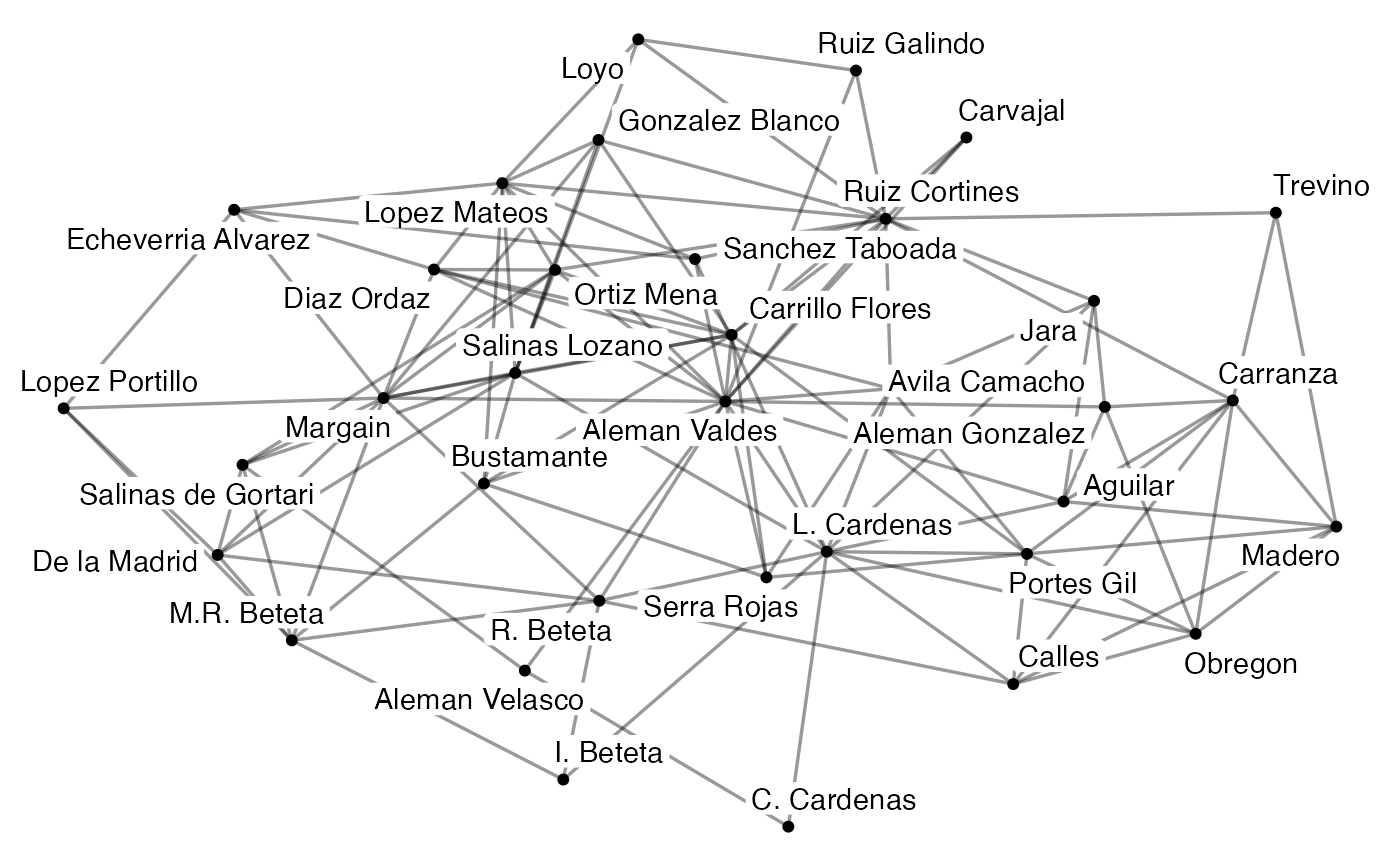 Ruiz Galindo
Loyo
Carvajal
Gonzalez Blanco
Trevino
Ruiz Cortines
Lopez Mateos
Echeverria Alvarez
Sanchez Taboada
Diaz Ordaz
Ortiz Mena
Carrillo Flores
Jara
Salinas Lozano
Carranza
Lopez Portillo
Avila Camacho
Margain
Aleman Valdes
Aleman Gonzalez
Bustamante
Aguilar
Salinas de Gortari
L. Cardenas
Madero
De la Madrid
Portes Gil
Serra Rojas
M.R. Beteta
R. Beteta
Calles
Obregon
Aleman Velasco
I. Beteta
C. Cardenas